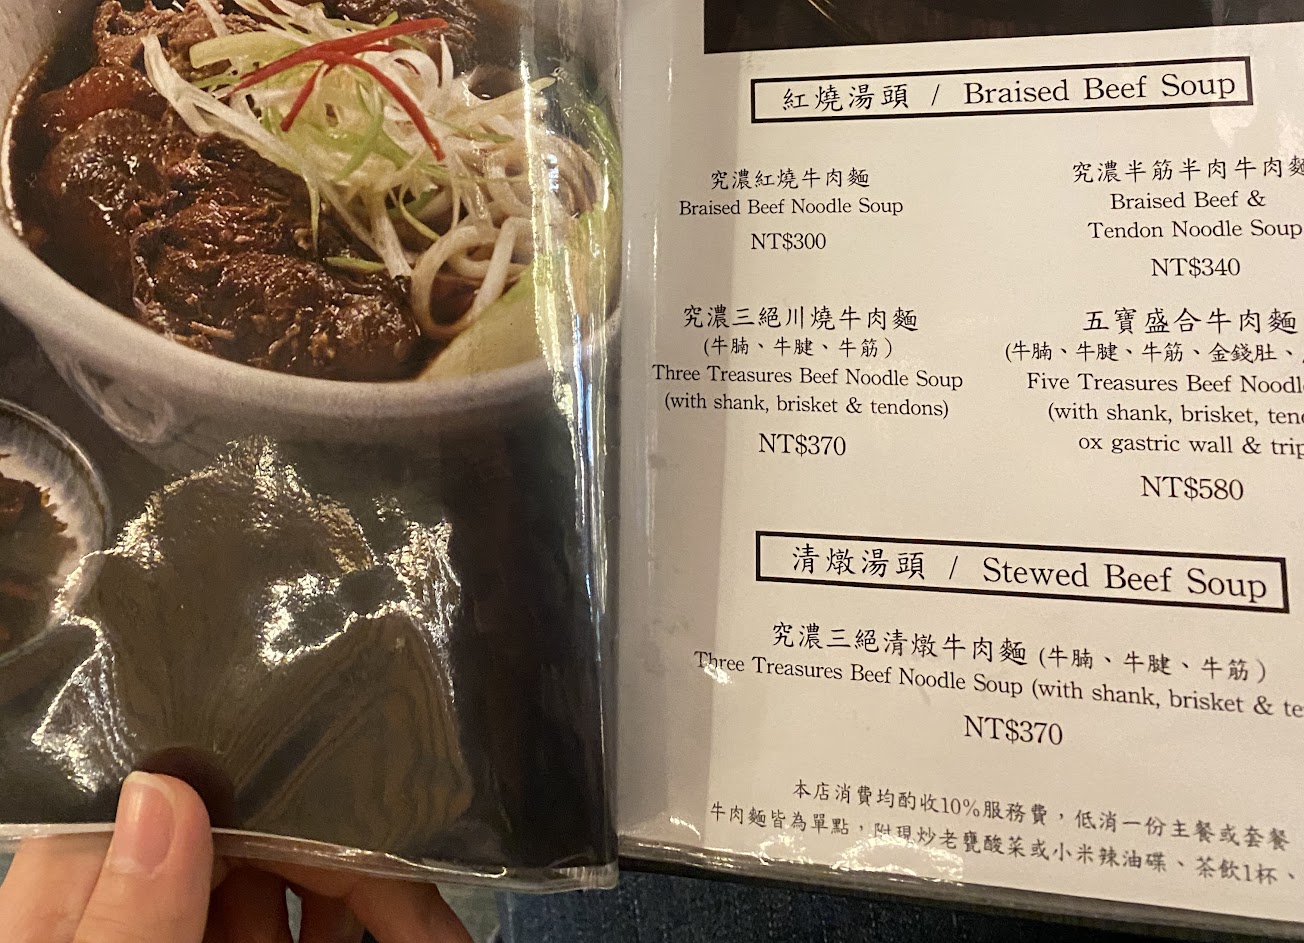 紅燒湯頭 / Braised Beef Soup
究濃紅燒牛肉麵
Braised Beef Noodle Soup
NT$300
究濃半筋半肉牛肉麵
Braised Beef &
Tendon Noodle Soup
NT$340
究濃三絕川燒牛肉麵
(牛腩、牛腱、牛筋)
Three Treasures Beef Noodle Soup
(with shank, brisket & tendons)
NT$370
五寶盛合牛肉麵
(牛腩、牛腱、牛筋、金錢肚、
Five Treasures Beef Noodl
(with shank, brisket, ten
ox gastric wall & trip
NT$580
清燉湯頭 / Stewed Beef Soup
究濃三絕清燉牛肉麵 (牛腩、牛腱、牛筋)
Three Treasures Beef Noodle Soup (with shank, brisket & te
NT$370
本店消費均酌收10%服務費，低消一份主餐或套餐
牛肉麵皆為單點，附現炒老甕酸菜或小米辣油碟、茶飲1杯、